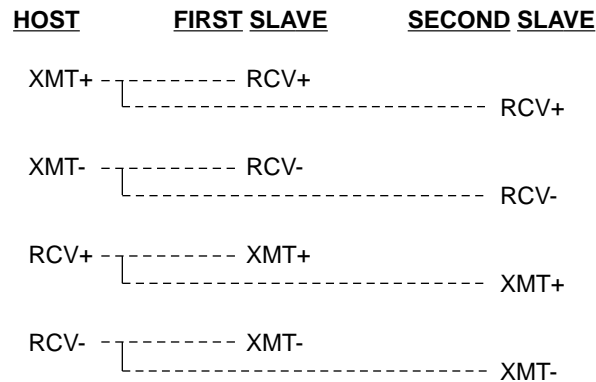 HOST FIRST SLAVE SECOND SLAVE
XMT+ RCV+
RCV+
XMT- RCV-
RCV-
RCV+ XMT+
XMT+
RCV- XMT-
XMT-